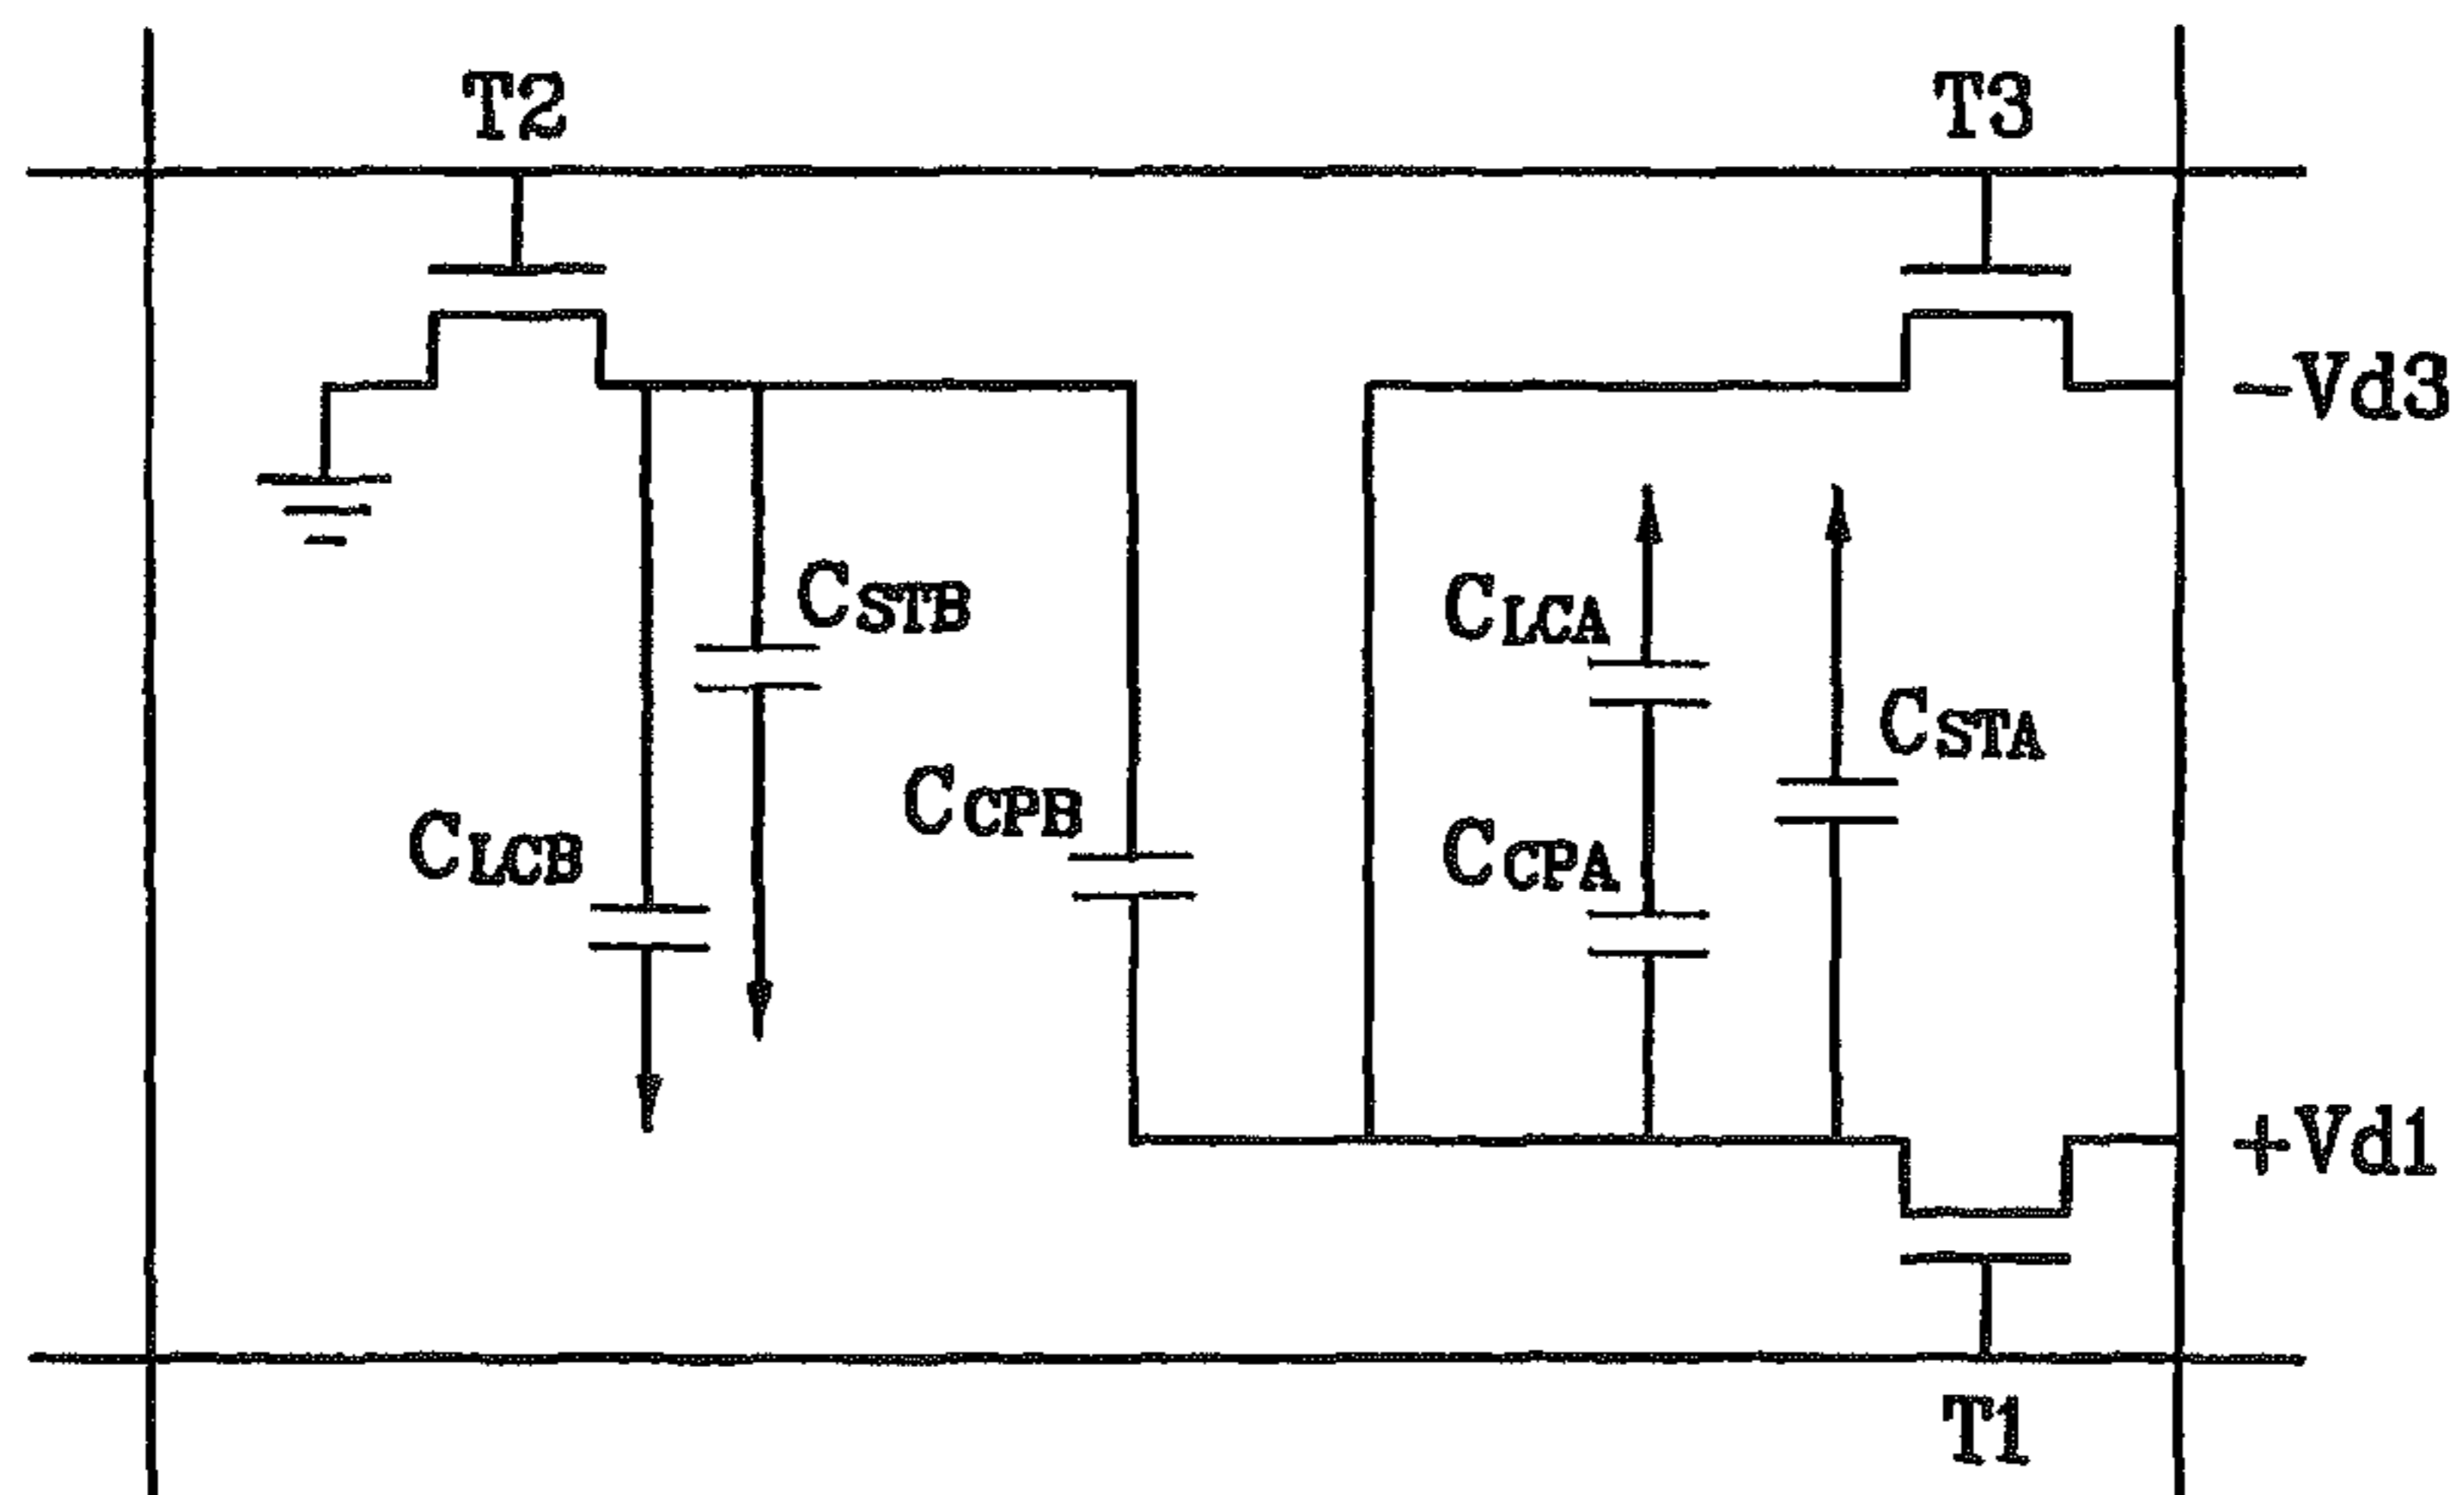 T2
T3
-Vd3
CSTB
CLCA
CSTA
CCPB
CLCB
CCPA
+Vd1
T1